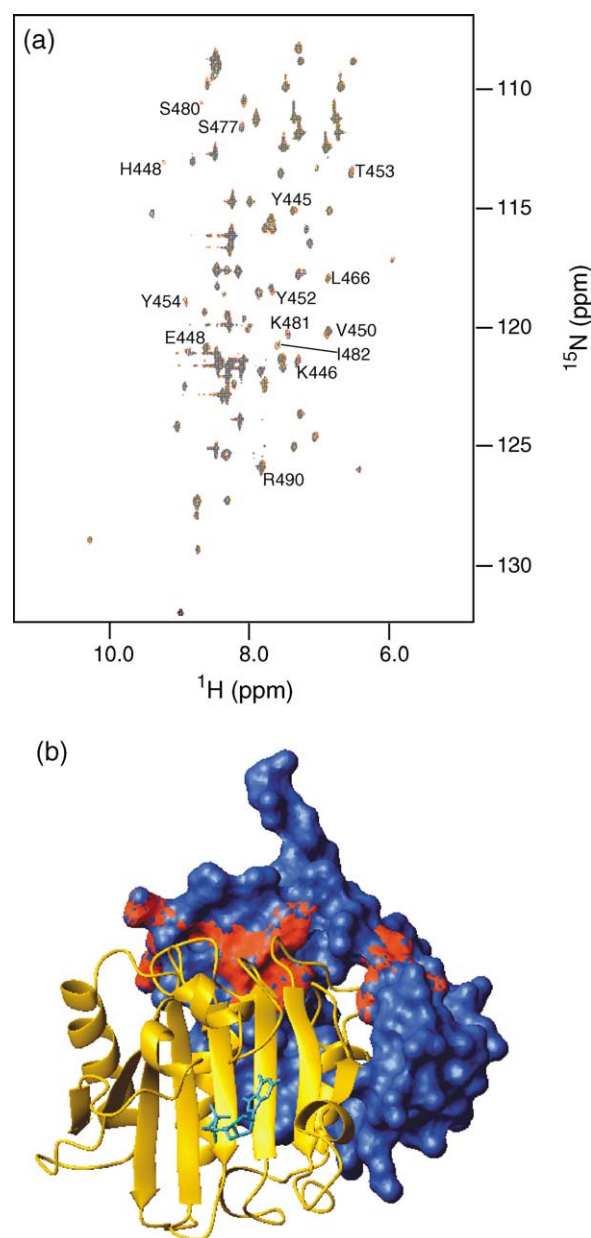 (a)
110
S480
S477
H448
T453
Y445
115
L466
Y454
Y452
K481
V450
120
E448
I482
K446
125
R490
130
15N (ppm)
10.0 8.0 6.0
1H (ppm)
(b)